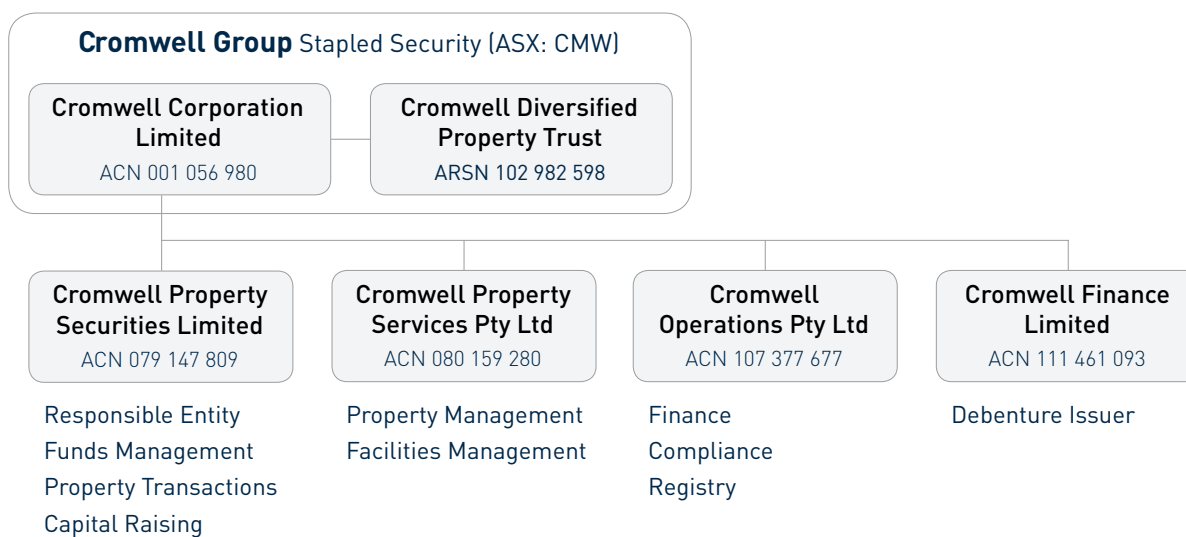 Cromwell Group Stapled Security (ASX: CMW)
Cromwell Corporation
Limited
ACN 001 056 980
Cromwell Diversified
Property Trust
ARSN 102 982 598
Cromwell Property
Securities Limited
ACN 079 147 809
Cromwell Property
Services Pty Ltd
ACN 080 159 280
Cromwell
Operations Pty Ltd
ACN 107 377 677
Cromwell Finance
Limited
ACN 111 461 093
Responsible Entity
Funds Management
Property Transactions
Capital Raising
Property Management
Facilities Management
Finance
Compliance
Registry
Debenture Issuer